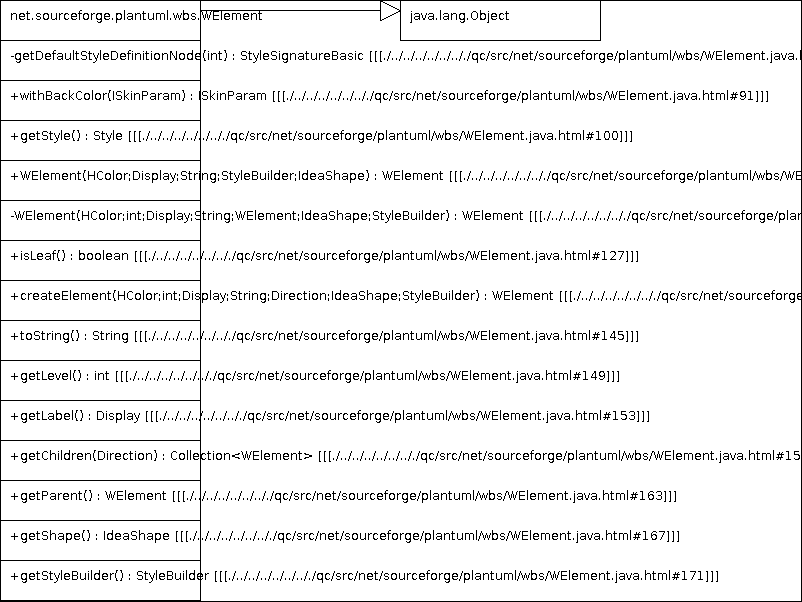 net.sourceforge.plantuml.wbs.WElement
java.lang.Object
-getDefaultStyleDefinitionNode(int) : StyleSignatureBasic [[[./../../../../../../qc/src/net/sourceforge/plantuml/wbs/WElement.java.
+withBackColor(ISkinParam) : ISkinParam [[[./../../../../../../qc/src/net/sourceforge/plantuml/wbs/WElement.java.html#91]]]
+getStyle() : Style [[[./../../../../../../qc/src/net/sourceforge/plantuml/wbs/WElement.java.html#100]]]
+WElement(HColor;Display;String;StyleBuilder;IdeaShape) : WElement [[[./../../../../../../qc/src/net/sourceforge/plantuml/wbs/WE
-WElement(HColor;int;Display;String;WElement;IdeaShape;StyleBuilder) : WElement [[[./../../../../../../qc/src/net/sourceforge/plan
+isLeaf() : boolean [[[./../../../../../../qc/src/net/sourceforge/plantuml/wbs/WElement.java.html#127]]]
+createElement(HColor;int;Display;String;Direction;IdeaShape;StyleBuilder) : WElement [[[./../../../../../../qc/src/net/sourceforge
+toString() : String [[[./../../../../../../qc/src/net/sourceforge/plantuml/wbs/WElement.java.html#145]]]
+getLevel() : int [[[./../../../../../../qc/src/net/sourceforge/plantuml/wbs/WElement.java.html#149]]]
+getLabel() : Display [[[./../../../../../../qc/src/net/sourceforge/plantuml/wbs/WElement.java.html#153]]]
+getChildren(Direction) : Collection<WElement> [[[./../../../../../../qc/src/net/sourceforge/plantuml/wbs/WElement.java.html#15
+getParent() : WElement [[[./../../../../../../qc/src/net/sourceforge/plantuml/wbs/WElement.java.html#163]]]
+getShape() : IdeaShape [[[./../../../../../../qc/src/net/sourceforge/plantuml/wbs/WElement.java.html#167]]]
+getStyleBuilder() : StyleBuilder [[[./../../../../../../qc/src/net/sourceforge/plantuml/wbs/WElement.java.html#171]]]